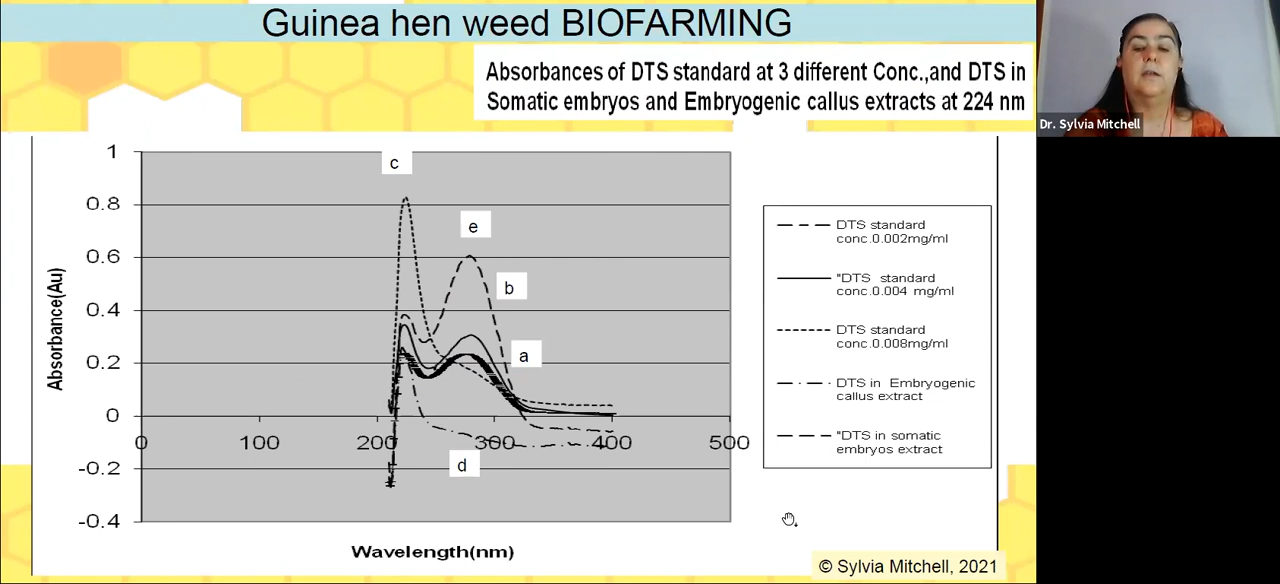 Guinea hen weed BIOFARMING
Absorbances of DTS standard at 3 different Conc.,and DTS in
Somatic embryos and Embryogenic callus extracts at 224 nm
Dr. Sylvia Mitchell
1
0.8
0.6
0.4
0.2
0
-0.2
-0.4
0
100
200
300
400
500
Absorbance(Au)
Wavelength(nm)
c
e
b
a
d
DTS standard
conc.0.002mg/ml
"DTS standard
conc.0.004 mg/ml
DTS standard
conc.0.008mg/ml
DTS in Embryogenic
callus extract
"DTS in somatic
embryos extract
© Sylvia Mitchell, 2021